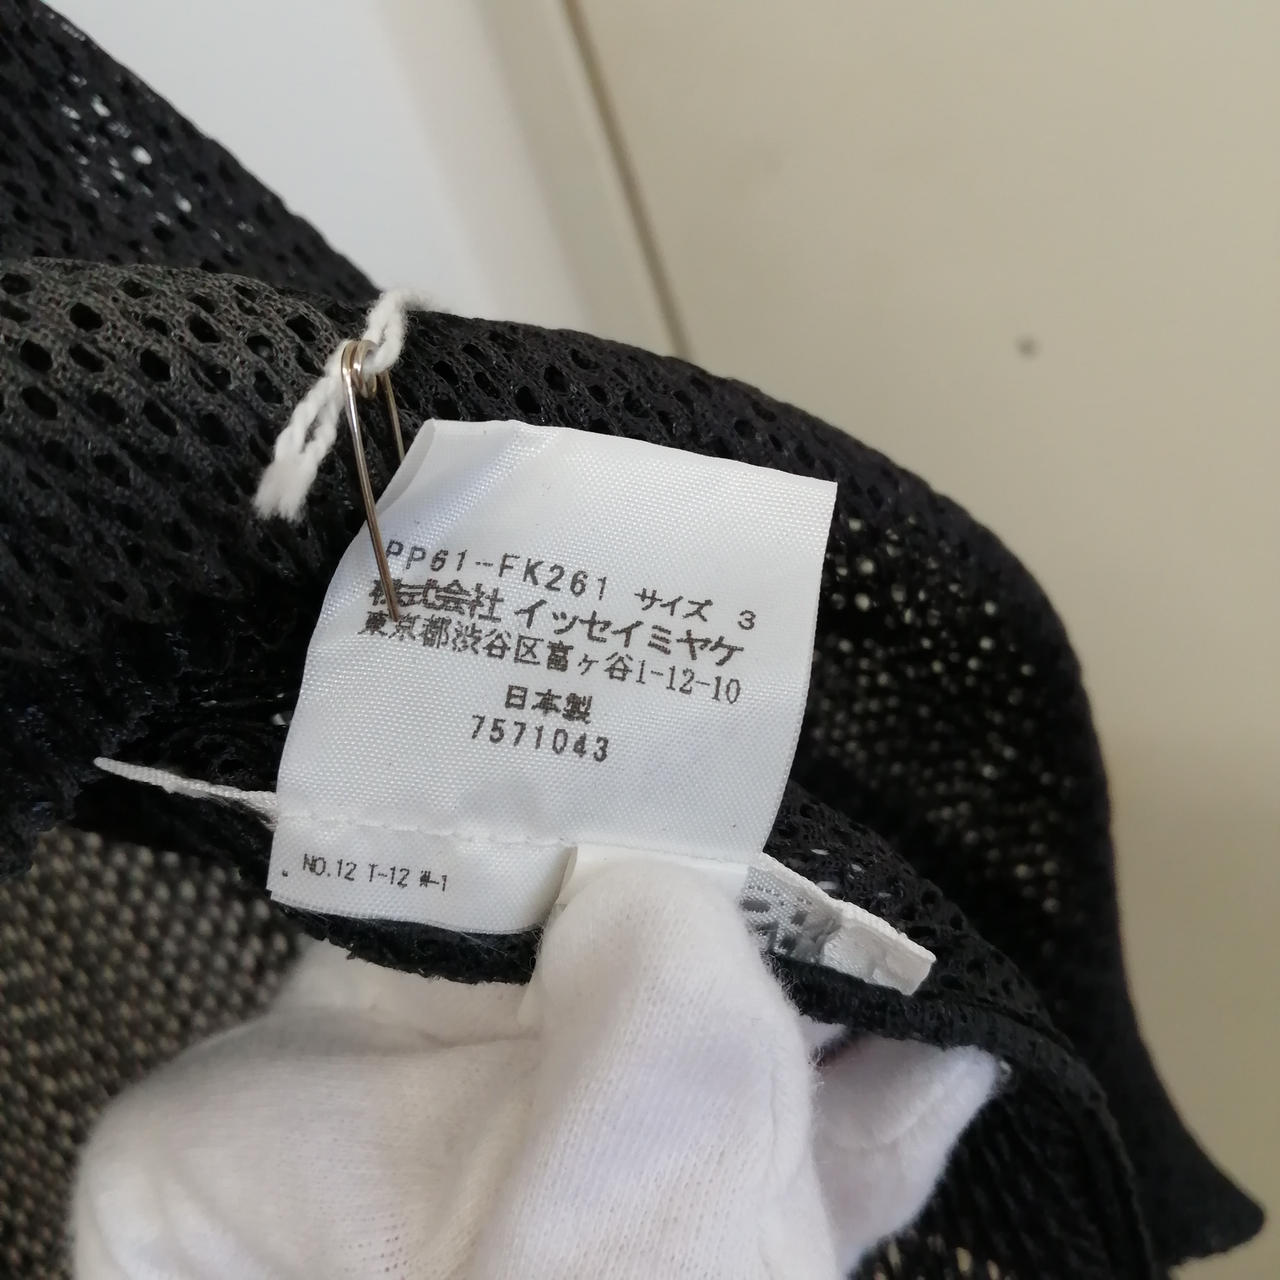 PP61-FK261 サイズ 3
株式会社 イッセイミヤケ
東京都渋谷区富ヶ谷1-12-10
日本製
7571043
NO.12 T-12 W-1